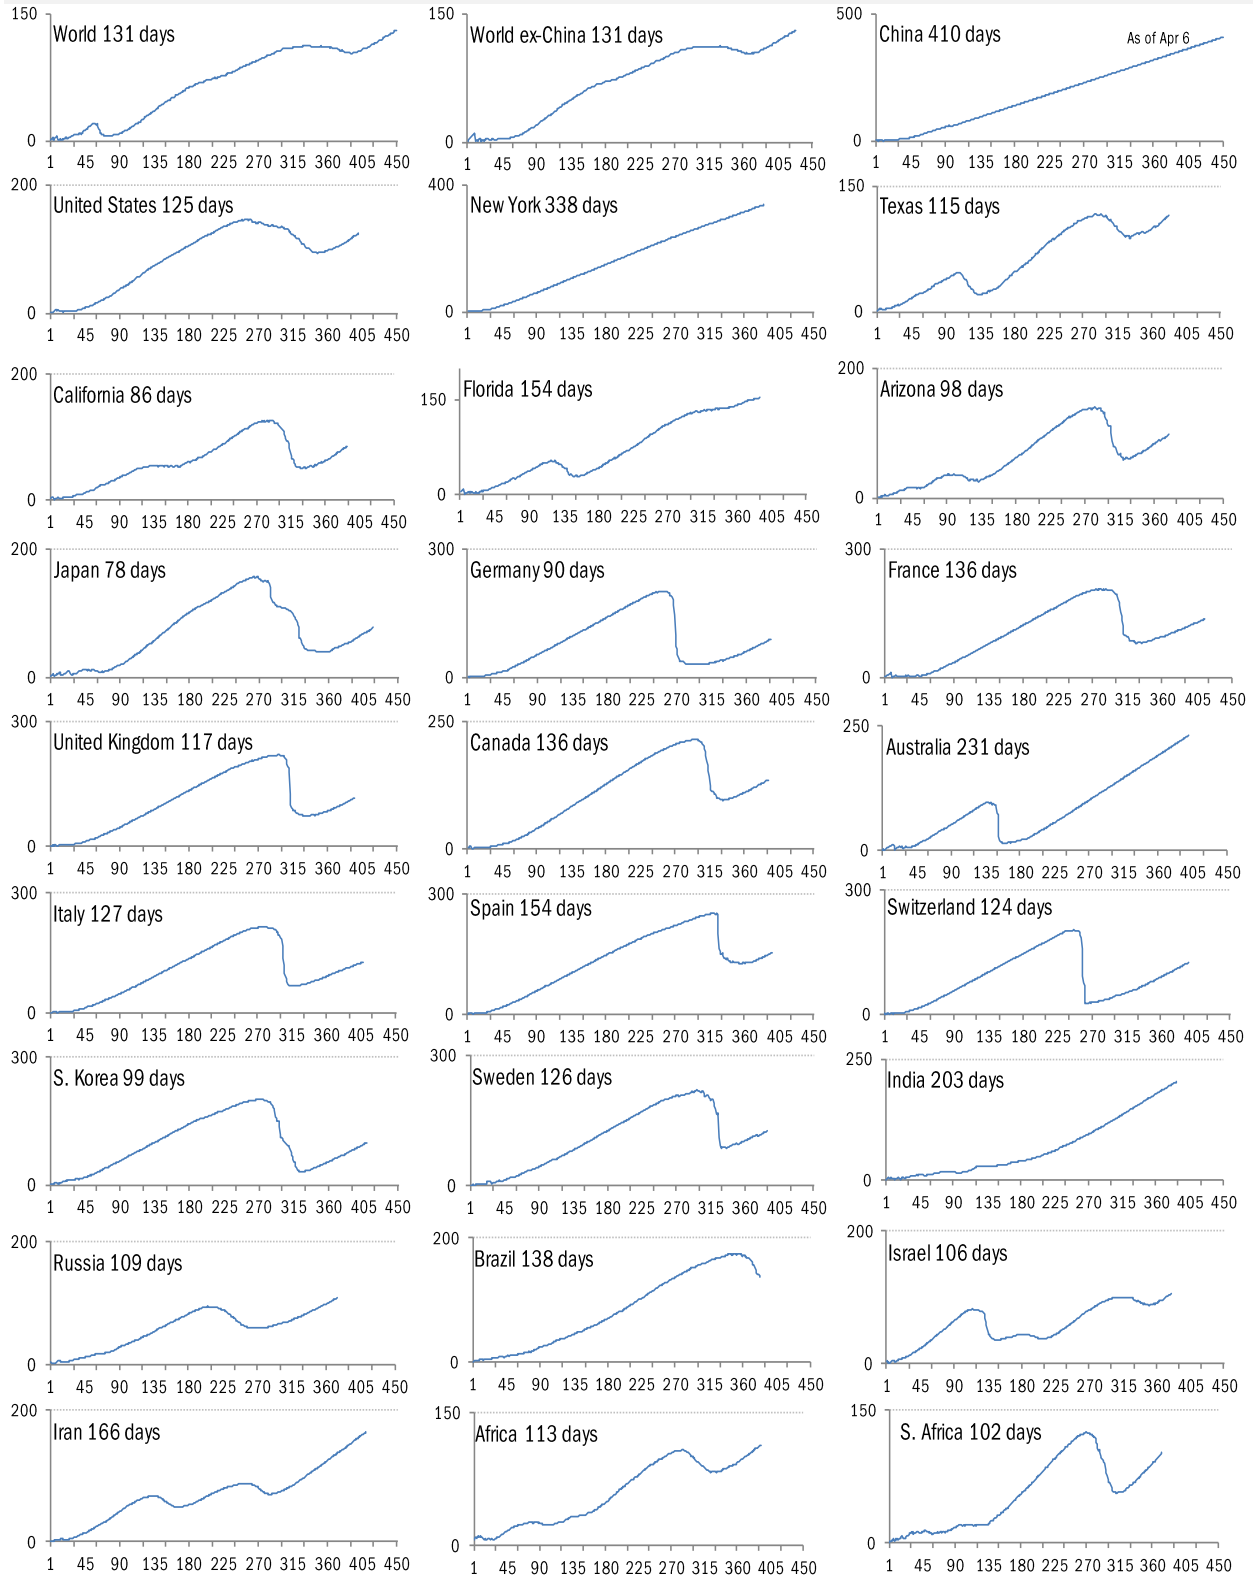 150
World 131 days
0
1 45 90 135 180 225 270 315 360 405 450
150
World ex-China 131 days
0
1 45 90 135 180 225 270 315 360 405 450
500
China 410 days
As of Apr 6
0
1 45 90 135 180 225 270 315 360 405 450
200
United States 125 days
0
1 45 90 135 180 225 270 315 360 405 450
400
New York 338 days
0
1 45 90 135 180 225 270 315 360 405 450
150
Texas 115 days
0
1 45 90 135 180 225 270 315 360 405 450
200
California 86 days
0
1 45 90 135 180 225 270 315 360 405 450
150
Florida 154 days
0
1 45 90 135 180 225 270 315 360 405 450
200
Arizona 98 days
0
1 45 90 135 180 225 270 315 360 405 450
200
Japan 78 days
0
1 45 90 135 180 225 270 315 360 405 450
300
Germany 90 days
0
1 45 90 135 180 225 270 315 360 405 450
300
France 136 days
0
1 45 90 135 180 225 270 315 360 405 450
300
United Kingdom 117 days
0
1 45 90 135 180 225 270 315 360 405 450
250
Canada 136 days
0
1 45 90 135 180 225 270 315 360 405 450
250
Australia 231 days
0
1 45 90 135 180 225 270 315 360 405 450
300
Italy 127 days
0
1 45 90 135 180 225 270 315 360 405 450
300
Spain 154 days
0
1 45 90 135 180 225 270 315 360 405 450
300
Switzerland 124 days
0
1 45 90 135 180 225 270 315 360 405 450
300
S. Korea 99 days
0
1 45 90 135 180 225 270 315 360 405 450
300
Sweden 126 days
0
1 45 90 135 180 225 270 315 360 405 450
250
India 203 days
0
1 45 90 135 180 225 270 315 360 405 450
200
Russia 109 days
0
1 45 90 135 180 225 270 315 360 405 450
200
Brazil 138 days
0
1 45 90 135 180 225 270 315 360 405 450
200
Israel 106 days
0
1 45 90 135 180 225 270 315 360 405 450
200
Iran 166 days
0
1 45 90 135 180 225 270 315 360 405 450
150
Africa 113 days
0
1 45 90 135 180 225 270 315 360 405 450
150
S. Africa 102 days
0
1 45 90 135 180 225 270 315 360 405 450